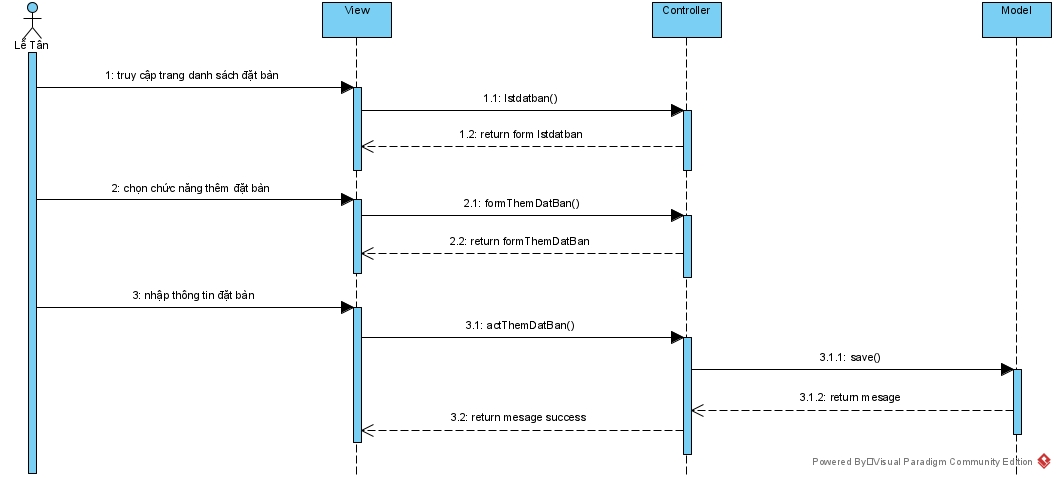 View
Controller
Model
Lễ Tân
1: truy cập trang danh sách đặt bàn
1.1: lstdatban()
1.2: return form lstdatban
2: chọn chức năng thêm đặt bàn
2.1: formThemDatBan()
2.2: return formThemDatBan
3: nhập thông tin đặt bàn
3.1: actThemDatBan()
3.1.1: save()
3.1.2: return mesage
3.2: return mesage success
Powered By□Visual Paradigm Community Edition